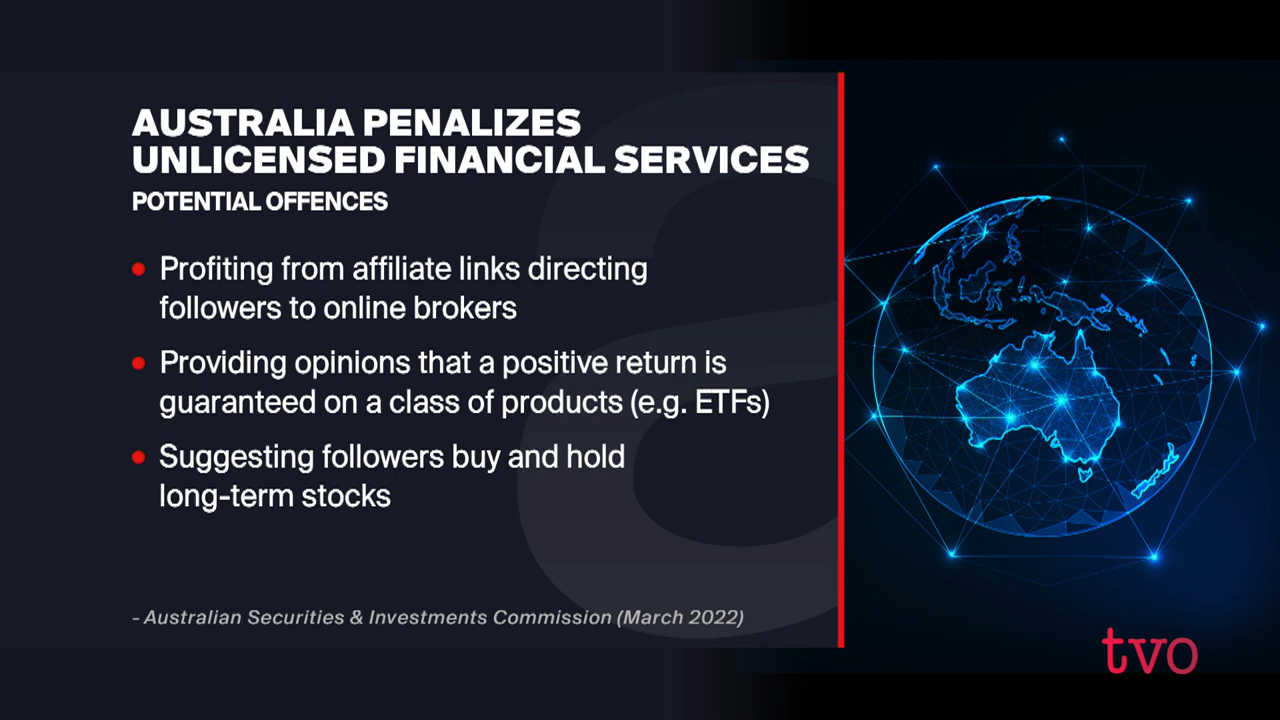 AUSTRALIA PENALIZES
UNLICENSED FINANCIAL SERVICES
POTENTIAL OFFENCES
Profiting from affiliate links directing
followers to online brokers
Providing opinions that a positive return is
guaranteed on a class of products (e.g. ETFs)
Suggesting followers buy and hold
long-term stocks
- Australian Securities & Investments Commission (March 2022)
tvo